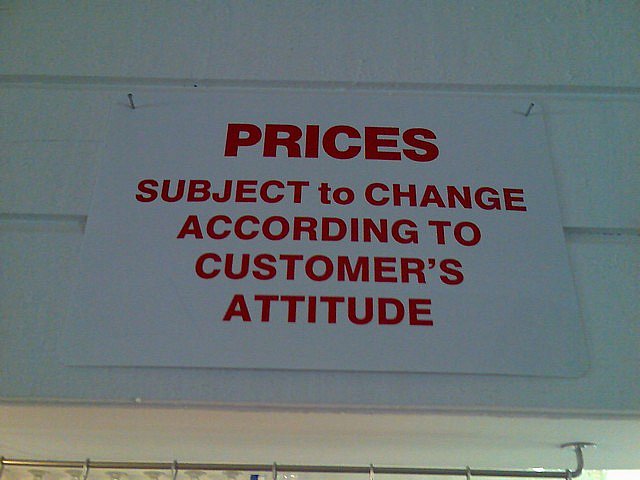 PRICES
SUBJECT to CHANGE
ACCORDING TO
CUSTOMER'S
ATTITUDE